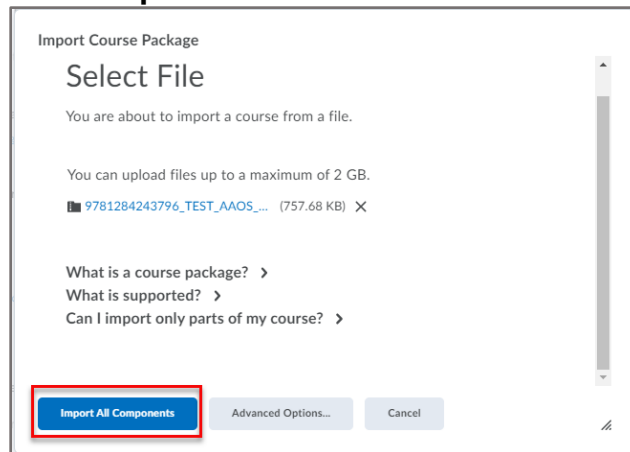 Import Course Package
Select File
You are about to import a course from a file.
You can upload files up to a maximum of 2 GB.
9781284243796_TEST_AAOS_... (757.68 KB) X
What is a course package? >
What is supported? >
Can I import only parts of my course? >
Import All Components Advanced Options... Cancel